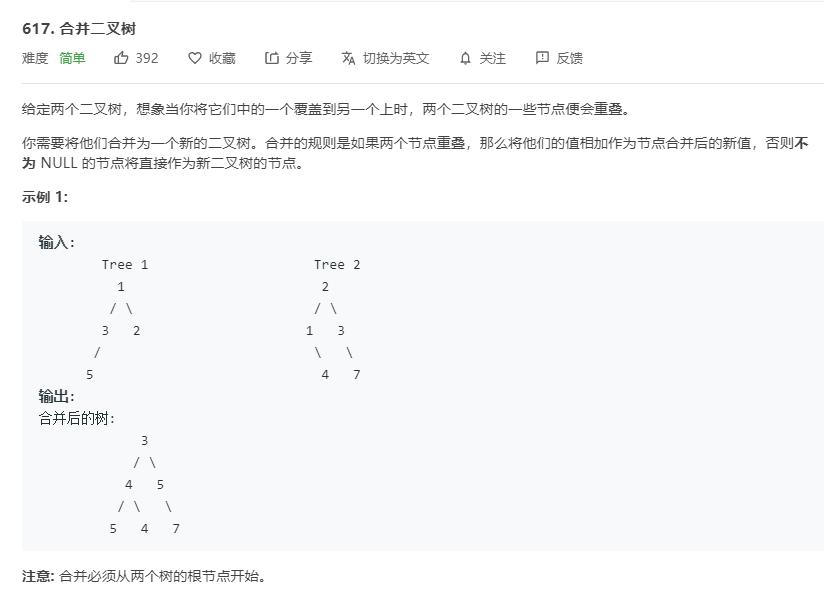 617. 合并二叉树
难度 简单 392 收藏 分享 切换为英文 关注 反馈
给定两个二叉树，想象当你将它们中的一个覆盖到另一个上时，两个二叉树的一些节点便会重叠。
你需要将他们合并为一个新的二叉树。合并的规则是如果两个节点重叠，那么将他们的值相加作为节点合并后的新值，否则不
为 NULL 的节点将直接作为新二叉树的节点。
示例 1:
输入:
Tree 1 Tree 2
1 2
/ \ / \
3 2 1 3
/ \ \
5 4 7
输出:
合并后的树:
3
/ \
4 5
/ \ \
5 4 7
注意: 合并必须从两个树的根节点开始。